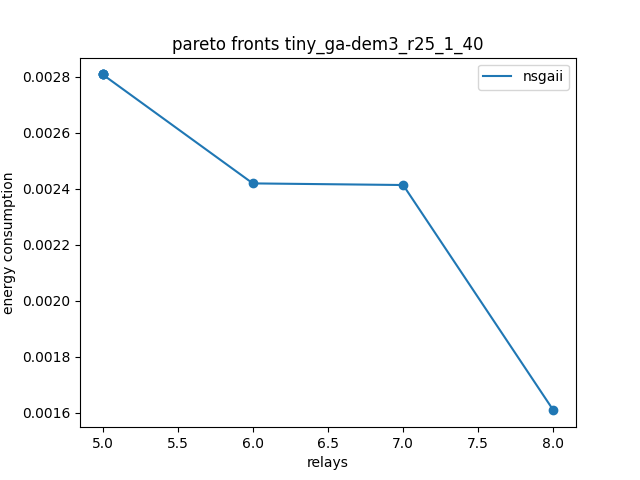 pareto fronts tiny_ga-dem3_r25_1_40
nsgaii
0.0028
0.0026
0.0024
0.0022
0.0020
0.0018
0.0016
energy consumption
5.0 5.5 6.0 6.5 7.0 7.5 8.0
relays